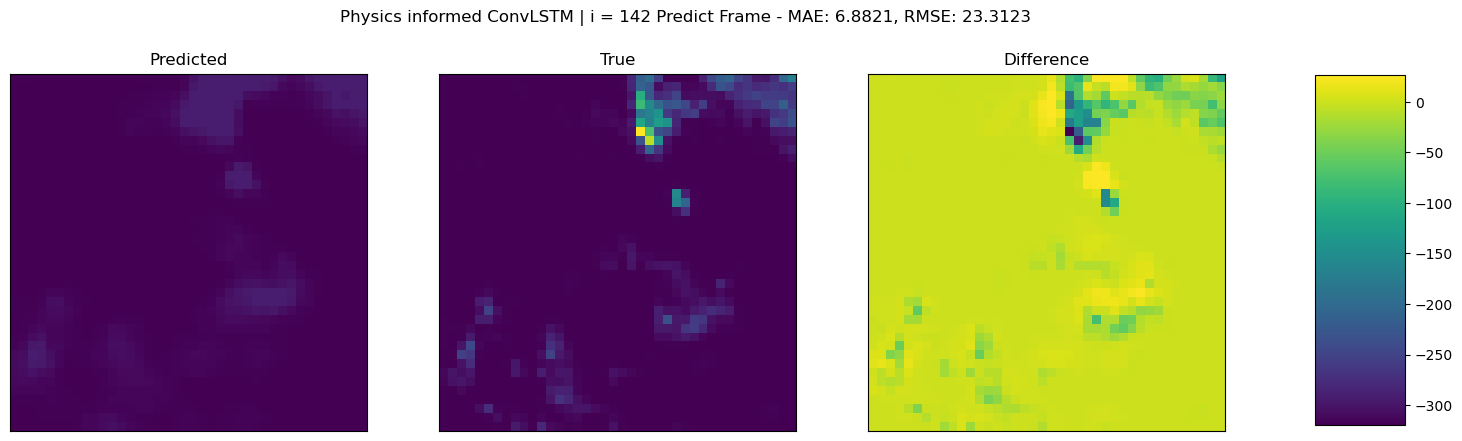 Physics informed ConvLSTM | i = 142 Predict Frame - MAE: 6.8821, RMSE: 23.3123
Predicted
True
Difference
0
−50
−100
−150
−200
−250
−300